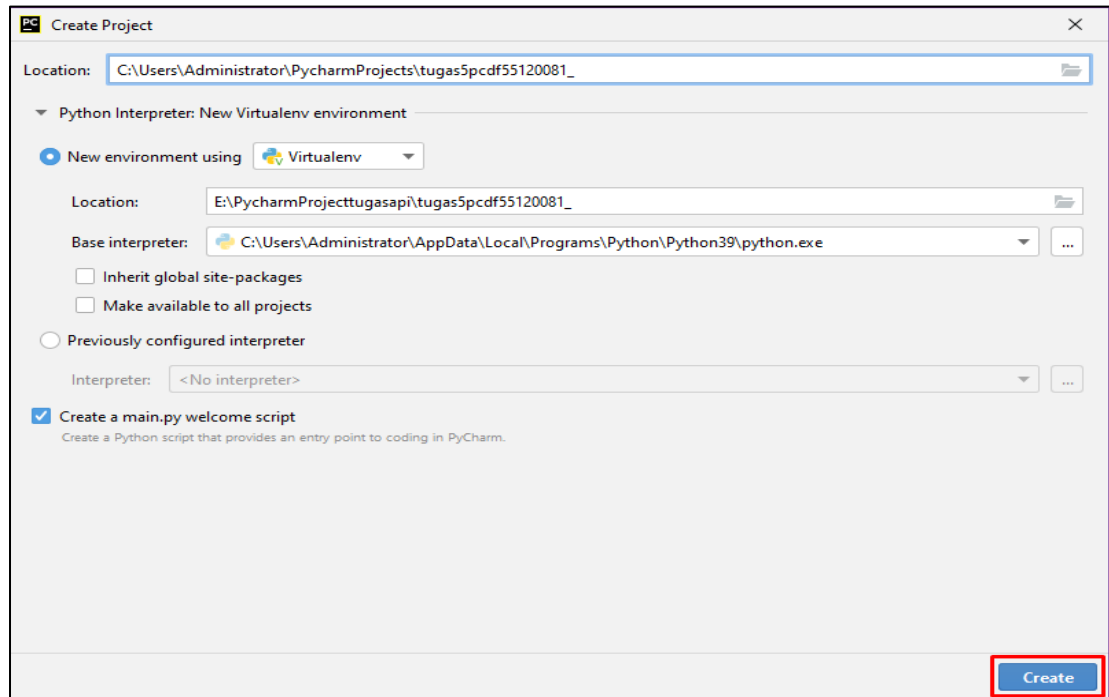 PC Create Project
Location: C:\Users\Administrator\PycharmProjects\tugas5pcdf55120081_
Python Interpreter: New Virtualenv environment
New environment using Virtualenv
Location: E:\PycharmProjecttugasapi\tugas5pcdf55120081_
Base interpreter: C:\Users\Administrator\AppData\Local\Programs\Python\Python39\python.exe ...
Inherit global site-packages
Make available to all projects
Previously configured interpreter
Interpreter: <No interpreter> ...
Create a main.py welcome script
Create a Python script that provides an entry point to coding in PyCharm.
Create